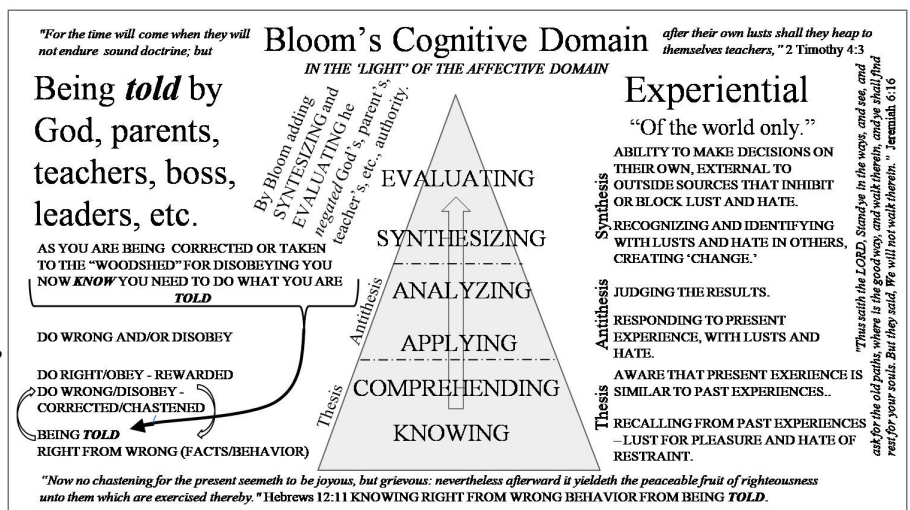 "For the time will come when they will
not endure sound doctrine; but
Bloom's Cognitive Domain
after their own lusts shall they heap to
themselves teachers," 2 Timothy 4:3
IN THE 'LIGHT' OF THE AFFECTIVE DOMAIN
Being told by
God, parents,
teachers, boss,
leaders, etc.
AS YOU ARE BEING CORRECTED OR TAKEN
TO THE "WOODSHED" FOR DISOBEYING YOU
NOW KNOW YOU NEED TO DO WHAT YOU ARE
TOLD
DO WRONG AND/OR DISOBEY
DO RIGHT/OBEY - REWARDED
DO WRONG/DISOBEY -
CORRECTED/CHASTENED
BEING TOLD
RIGHT FROM WRONG (FACTS/BEHAVIOR)
By Bloom adding
SYNTESIZING and
EVALUATING he
negated God's, parent's,
teacher's, etc., authority.
EVALUATING
SYNTHESIZING
ANALYZING
APPLYING
COMPREHENDING
KNOWING
Antithesis
Thesis
Experiential
"Of the world only."
Synthesis
ABILITY TO MAKE DECISIONS ON
THEIR OWN, EXTERNAL TO
OUTSIDE SOURCES THAT INHIBIT
OR BLOCK LUST AND HATE.
RECOGNIZING AND IDENTIFYING
WITH LUSTS AND HATE IN OTHERS,
CREATING 'CHANGE.'
Antithesis
JUDGING THE RESULTS.
RESPONDING TO PRESENT
EXPERIENCE, WITH LUSTS AND
HATE.
Thesis
AWARE THAT PRESENT EXERIENCE IS
SIMILAR TO PAST EXPERIENCES..
RECALLING FROM PAST EXPERIENCES
– LUST FOR PLEASURE AND HATE OF
RESTRAINT.
"Thus saith the LORD, Stand ye in the ways, and see, and
ask for the old paths, where is the good way, and walk therein, and ye shall find
rest for your souls. But they said, We will not walk therein." Jeremiah 6:16
"Now no chastening for the present seemeth to be joyous, but grievous: nevertheless afterward it yieldeth the peaceable fruit of righteousness
unto them which are exercised thereby." Hebrews 12:11 KNOWING RIGHT FROM WRONG BEHAVIOR FROM BEING TOLD.